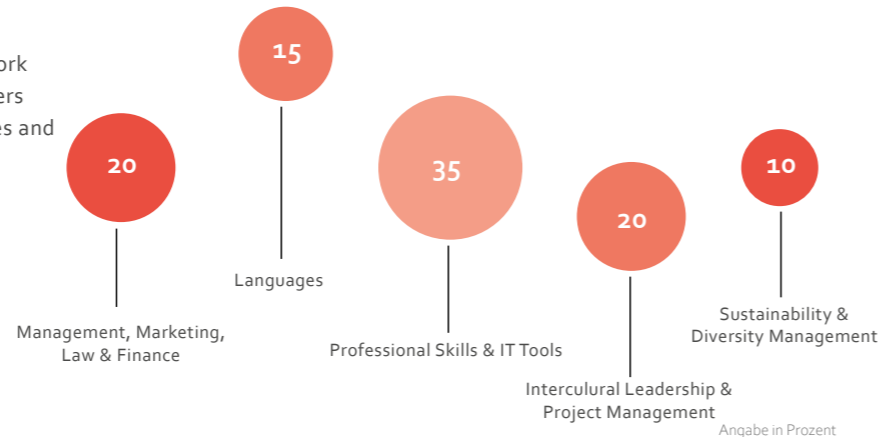 ork
ers
es and
20
Management, Marketing,
Law & Finance
15
Languages
35
Professional Skills & IT Tools
20
Interculural Leadership &
Project Management
10
Sustainability &
Diversity Management
Angabe in Prozent